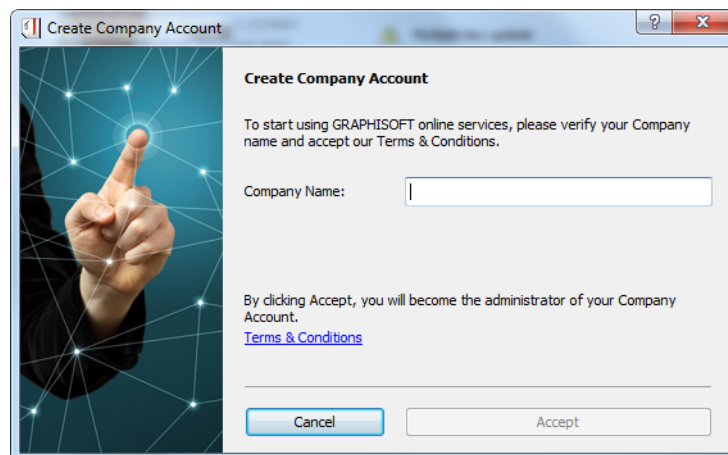 Create Company Account
Create Company Account
To start using GRAPHISOFT online services, please verify your Company
name and accept our Terms & Conditions.
Company Name:
By clicking Accept, you will become the administrator of your Company
Account.
Terms & Conditions
Cancel
Accept